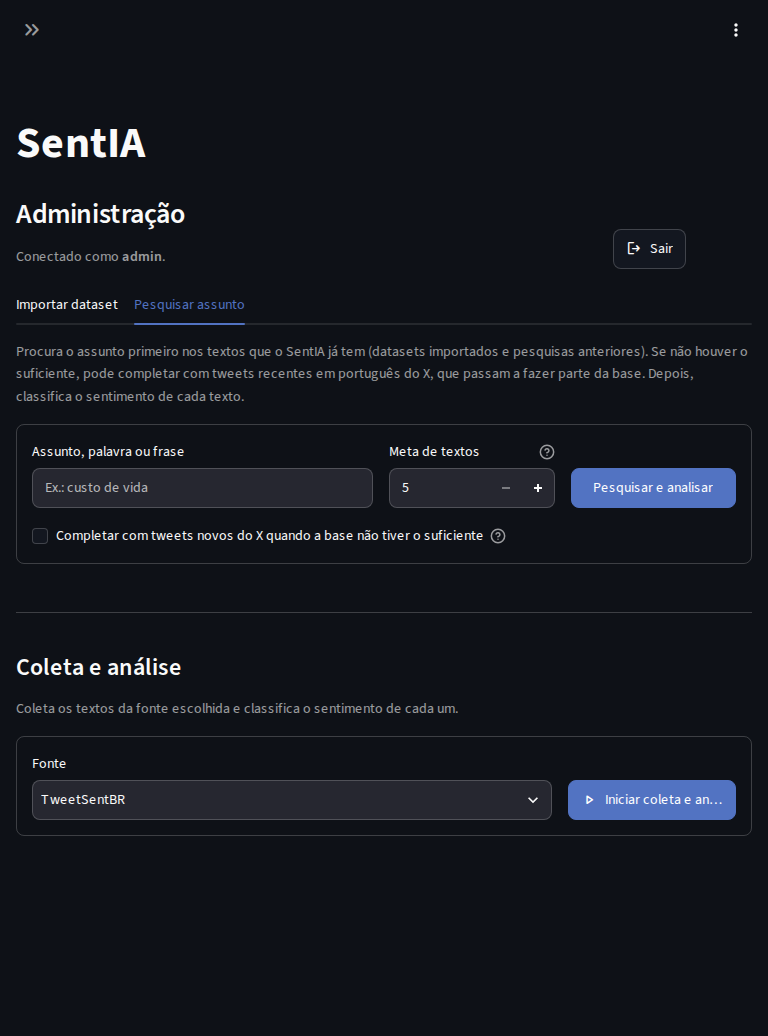 SentIA
Administração
Conectado como admin.
Sair
Importar dataset
Pesquisar assunto
Procura o assunto primeiro nos textos que o SentIA já tem (datasets importados e pesquisas anteriores). Se não houver o
suficiente, pode completar com tweets recentes em português do X, que passam a fazer parte da base. Depois,
classifica o sentimento de cada texto.
Assunto, palavra ou frase
Meta de textos
Ex.: custo de vida
5
Pesquisar e analisar
Completar com tweets novos do X quando a base não tiver o suficiente
Coleta e análise
Coleta os textos da fonte escolhida e classifica o sentimento de cada um.
Fonte
TweetSentBR
Iniciar coleta e an…